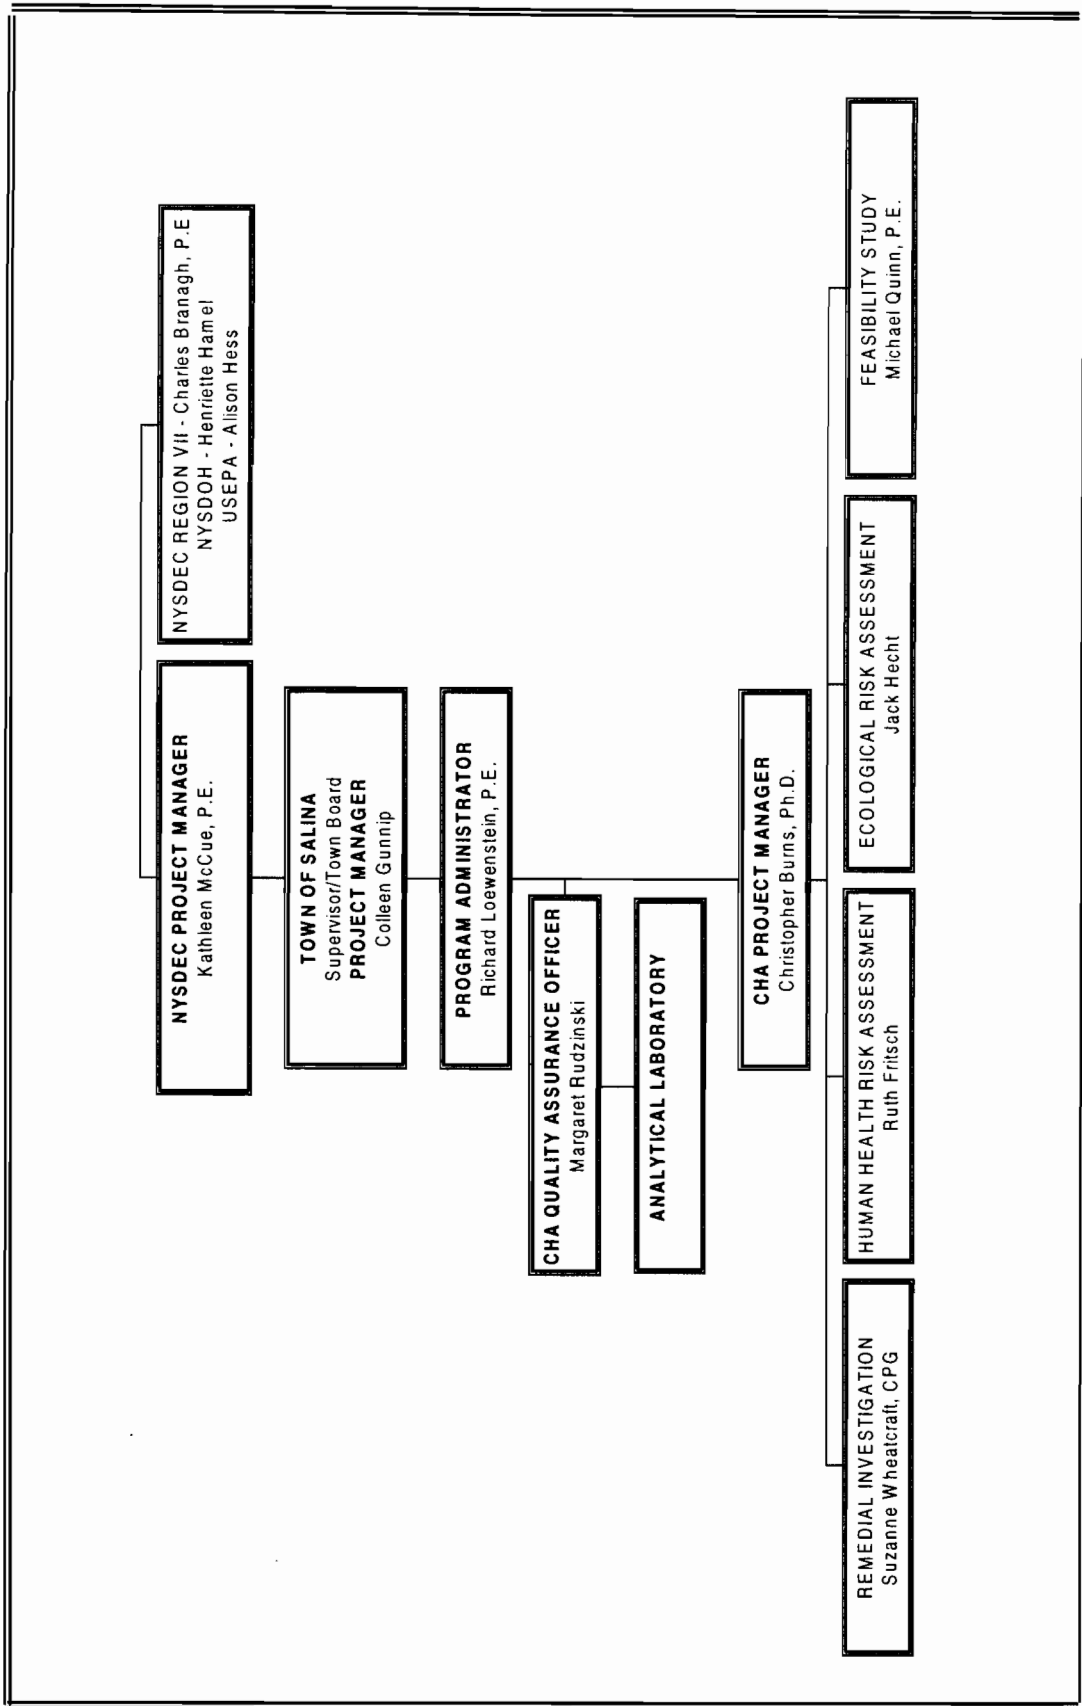 NYSDEC PROJECT MANAGER
Kathleen McCue, P.E.
NYSDEC REGION VII - Charles Branagh, P.E
NYSDOH - Henriette Hamel
USEPA - Alison Hess
TOWN OF SALINA
Supervisor/Town Board
PROJECT MANAGER
Colleen Gunnip
PROGRAM ADMINISTRATOR
Richard Loewenstein, P.E.
CHA QUALITY ASSURANCE OFFICER
Margaret Rudzinski
ANALYTICAL LABORATORY
CHA PROJECT MANAGER
Christopher Burns, Ph.D.
REMEDIAL INVESTIGATION
Suzanne Wheatcraft, CPG
HUMAN HEALTH RISK ASSESSMENT
Ruth Fritsch
ECOLOGICAL RISK ASSESSMENT
Jack Hecht
FEASIBILITY STUDY
Michael Quinn, P.E.